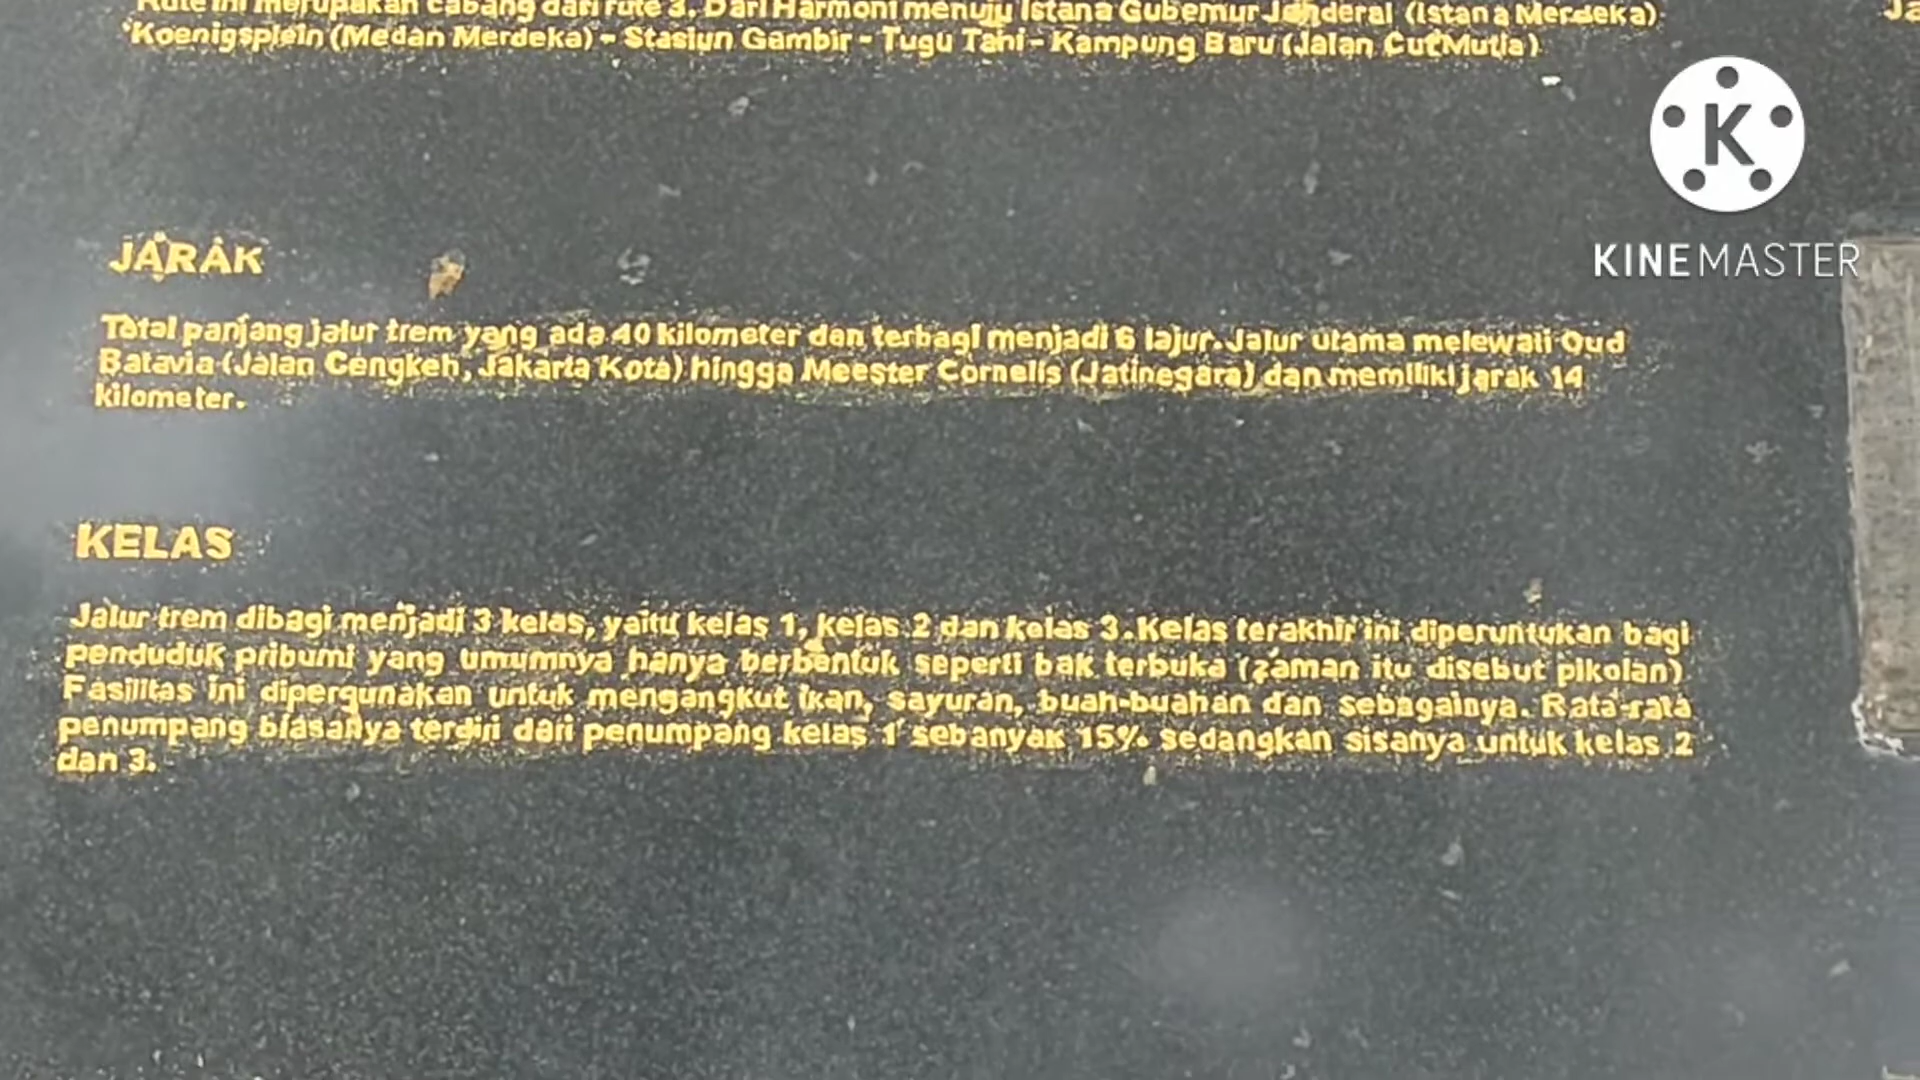 Rute ini merupakan cabang dari rute 3. Dari Harmoni menuju Istana Gubernur Jenderal (Istana Merdeka)
Koenigsplein (Medan Merdeka) - Stasiun Gambir - Tugu Tani - Kampung Baru (Jalan Cut Mutia)
KINEMASTER
JARAK
Total panjang jalur trem yang ada 40 kilometer dan terbagi menjadi 6 lajur. Jalur utama melewati Oud
Batavia (Jalan Cengkeh, Jakarta Kota) hingga Meester Cornelis (Jatinegara) dan memiliki jarak 14
kilometer.
KELAS
Jalur trem dibagi menjadi 3 kelas, yaitu kelas 1, kelas 2 dan kelas 3. Kelas terakhir ini diperuntukan bagi
penduduk pribumi yang umumnya hanya berbentuk seperti bak terbuka (zaman itu disebut pikolan)
Fasilitas ini dipergunakan untuk mengangkut ikan, sayuran, buah-buahan dan sebagainya. Rata-rata
penumpang biasanya terdiri dari penumpang kelas 1 sebanyak 15% sedangkan sisanya untuk kelas 2
dan 3.